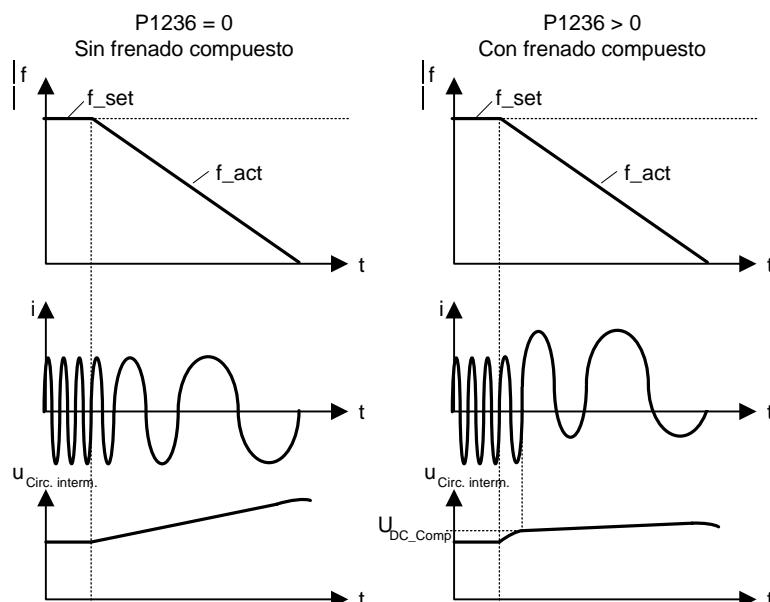 P1236 = 0
Sin frenado compuesto
|f|
f_set
f_act
t
i
t
u Circ. interm.
t
P1236 > 0
Con frenado compuesto
|f|
f_set
f_act
t
i
t
u Circ. interm.
U DC_Comp
t